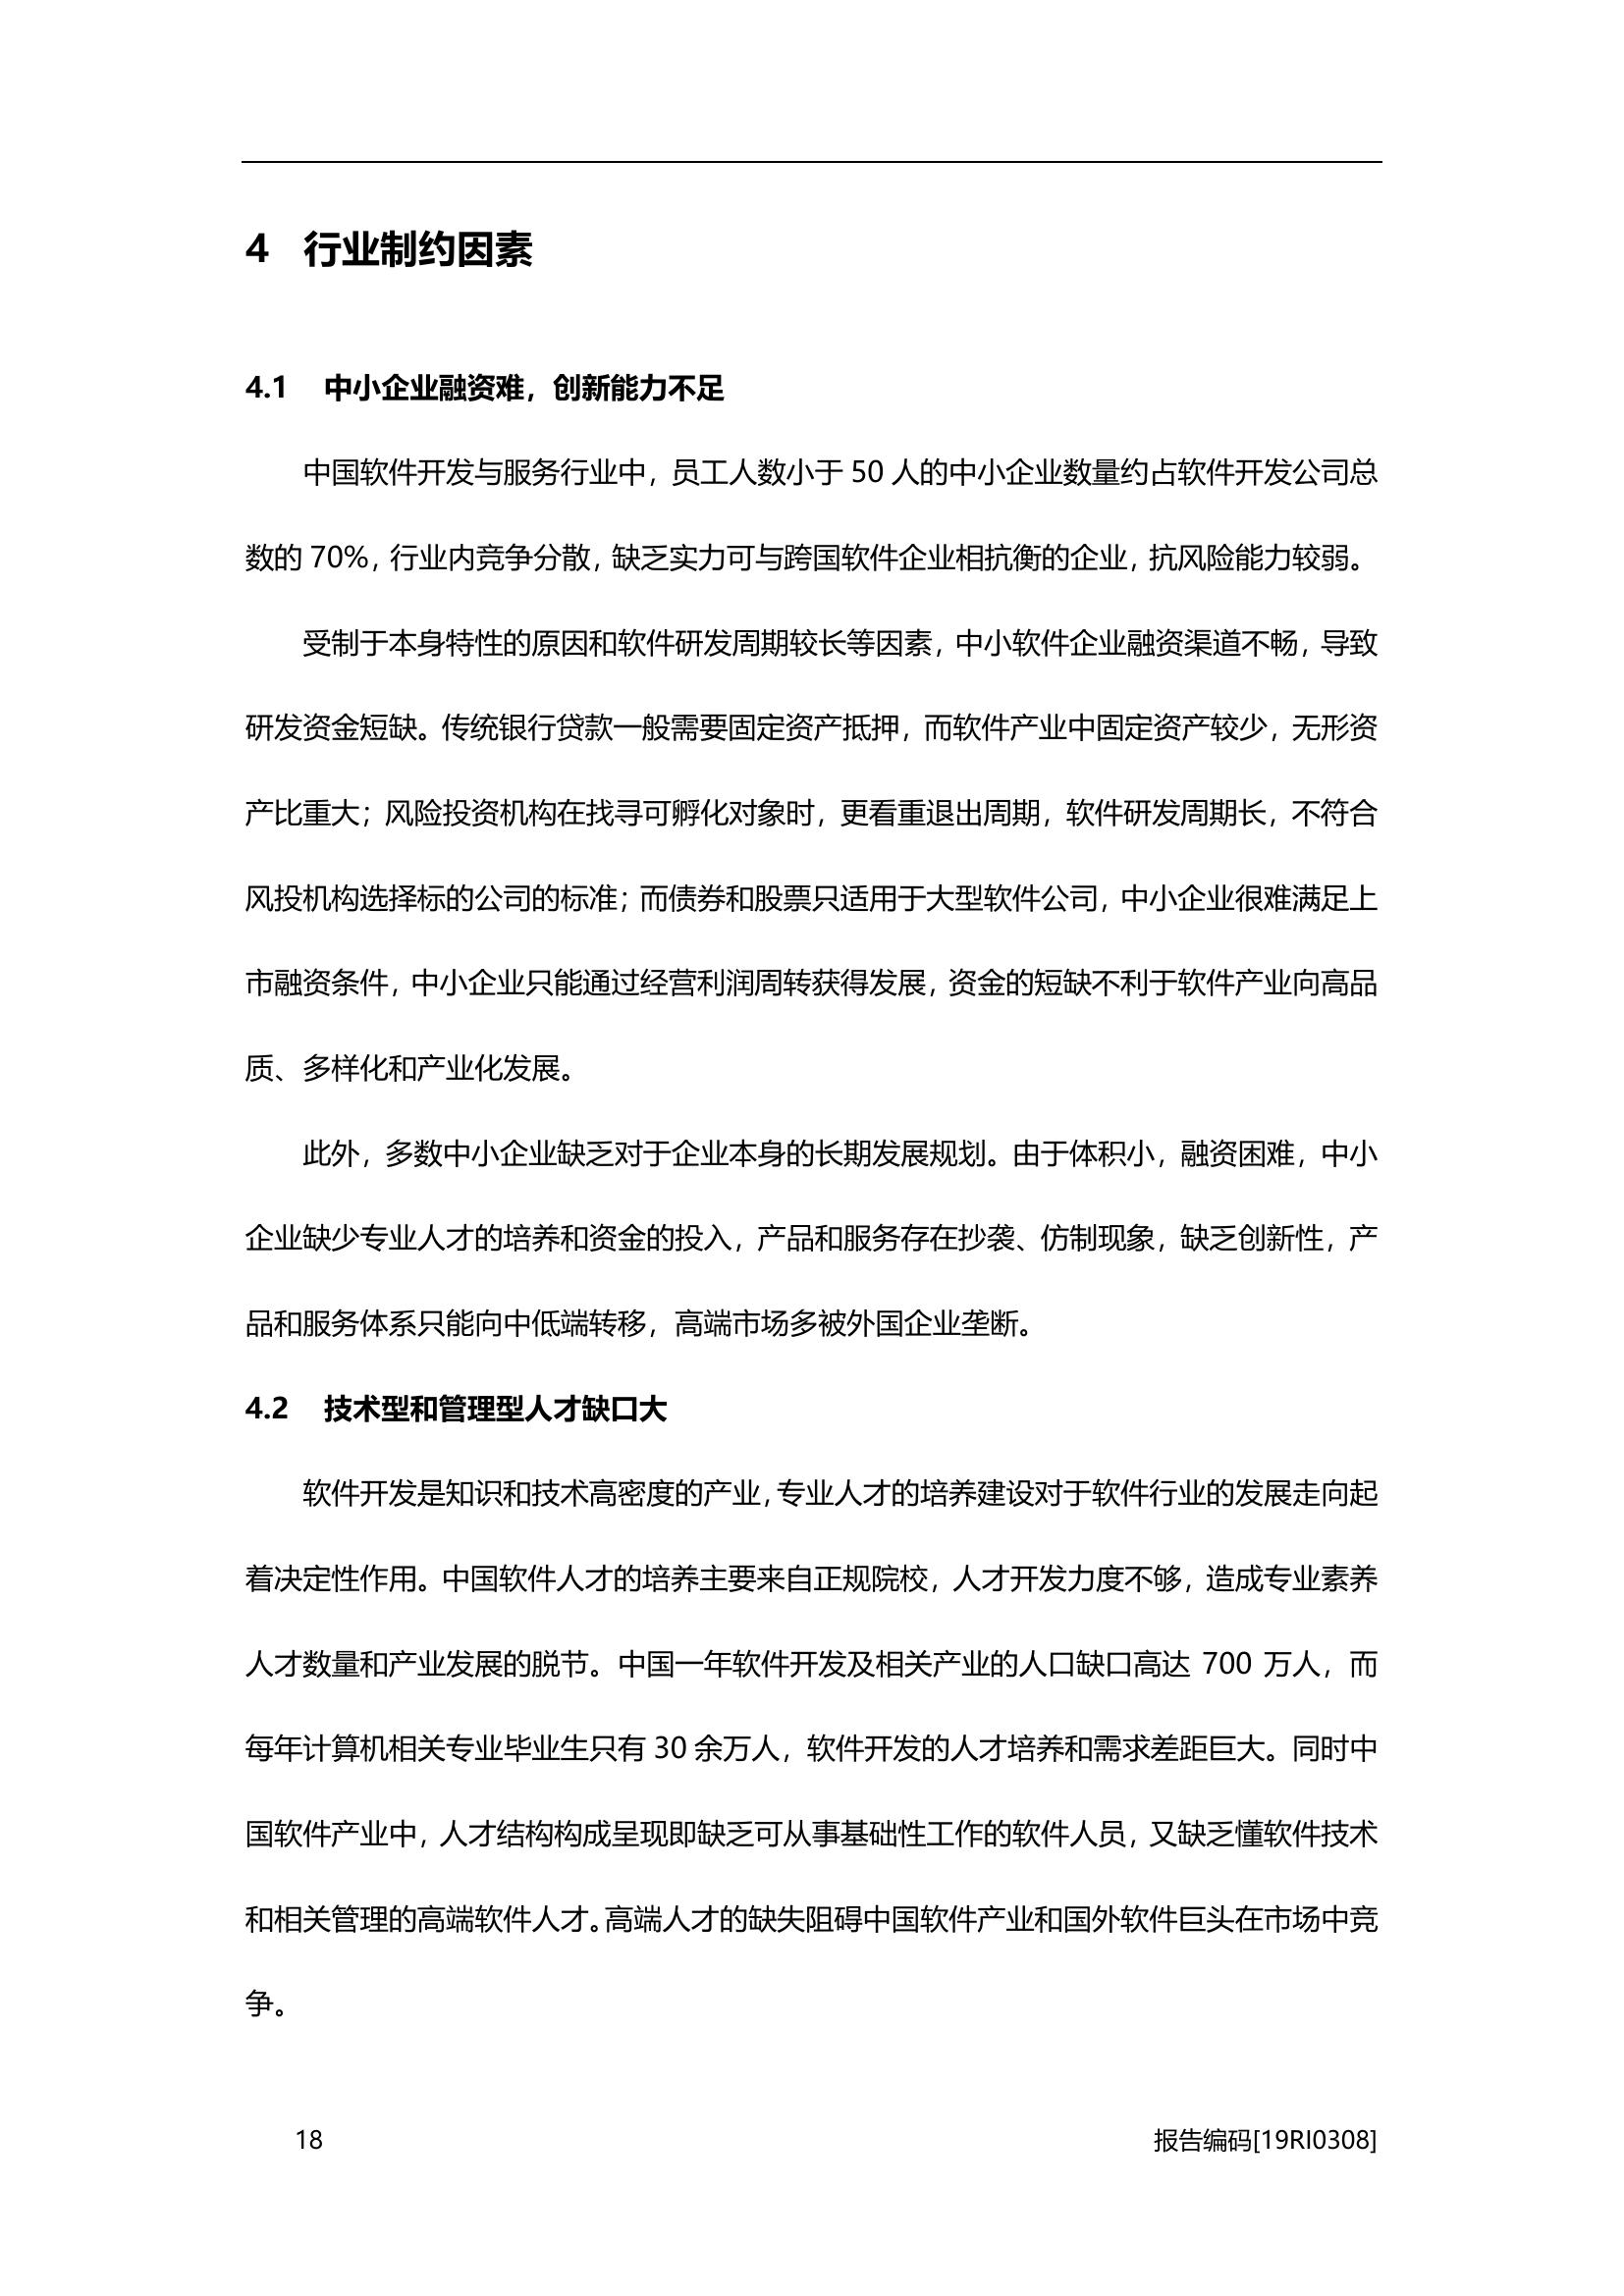 4 行业制约因素
4.1 中小企业融资难，创新能力不足
中国软件开发与服务行业中，员工人数小于 50 人的中小企业数量约占软件开发公司总
数的 70%，行业内竞争分散，缺乏实力可与跨国软件企业相抗衡的企业，抗风险能力较弱。
受制于本身特性的原因和软件研发周期较长等因素，中小软件企业融资渠道不畅，导致
研发资金短缺。传统银行贷款一般需要固定资产抵押，而软件产业中固定资产较少，无形资
产比重大；风险投资机构在找寻可孵化对象时，更看重退出周期，软件研发周期长，不符合
风投机构选择标的公司的标准；而债券和股票只适用于大型软件公司，中小企业很难满足上
市融资条件，中小企业只能通过经营利润周转获得发展，资金的短缺不利于软件产业向高品
质、多样化和产业化发展。
此外，多数中小企业缺乏对于企业本身的长期发展规划。由于体积小，融资困难，中小
企业缺少专业人才的培养和资金的投入，产品和服务存在抄袭、仿制现象，缺乏创新性，产
品和服务体系只能向中低端转移，高端市场多被外国企业垄断。
4.2 技术型和管理型人才缺口大
软件开发是知识和技术高密度的产业，专业人才的培养建设对于软件行业的发展走向起
着决定性作用。中国软件人才的培养主要来自正规院校，人才开发力度不够，造成专业素养
人才数量和产业发展的脱节。中国一年软件开发及相关产业的人口缺口高达 700 万人，而
每年计算机相关专业毕业生只有 30 余万人，软件开发的人才培养和需求差距巨大。同时中
国软件产业中，人才结构构成呈现即缺乏可从事基础性工作的软件人员，又缺乏懂软件技术
和相关管理的高端软件人才。高端人才的缺失阻碍中国软件产业和国外软件巨头在市场中竞
争。
18 报告编码[19RI0308]